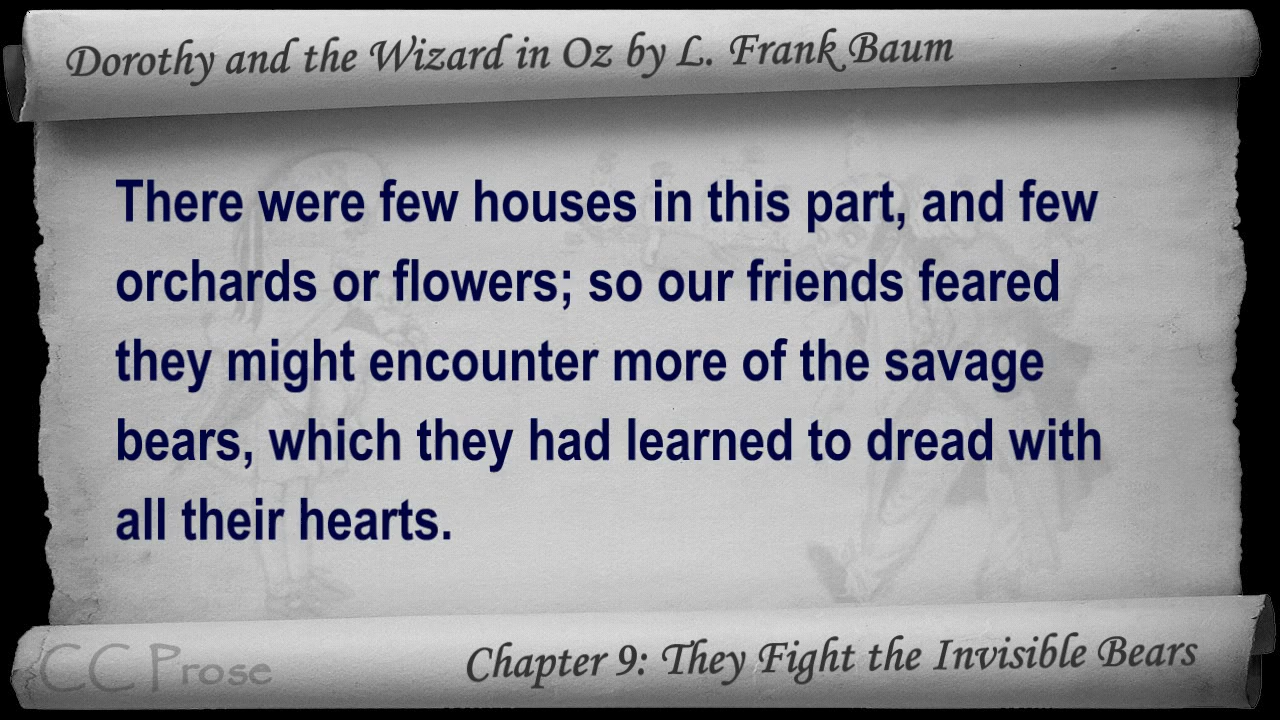 Dorothy and the Wizard in Oz by L. Frank Baum
There were few houses in this part, and few
orchards or flowers; so our friends feared
they might encounter more of the savage
bears, which they had learned to dread with
all their hearts.
CC Prose
Chapter 9: They Fight the Invisible Bears